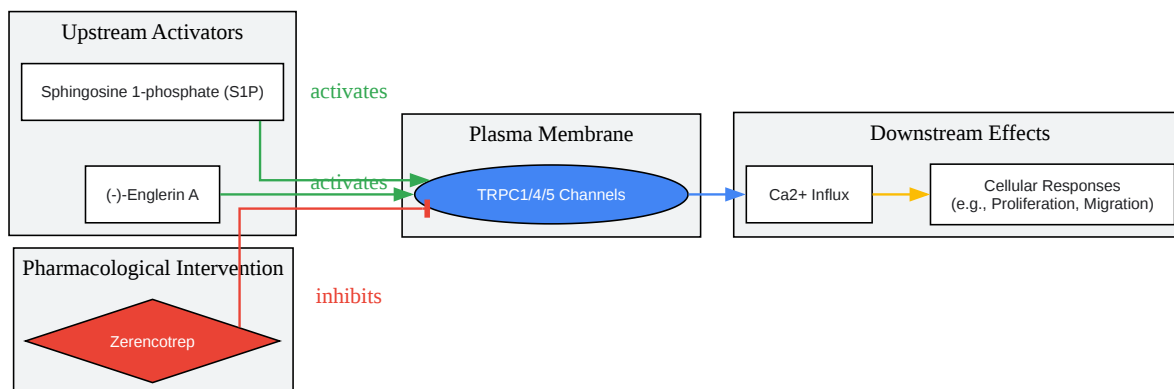 Upstream Activators
Sphingosine 1-phosphate (S1P)
activates
(-)-Englerin A
activates
Plasma Membrane
TRPC1/4/5 Channels
Downstream Effects
Ca2+ Influx
Cellular Responses
(e.g., Proliferation, Migration)
Pharmacological Intervention
inhibits
Zerencotrep